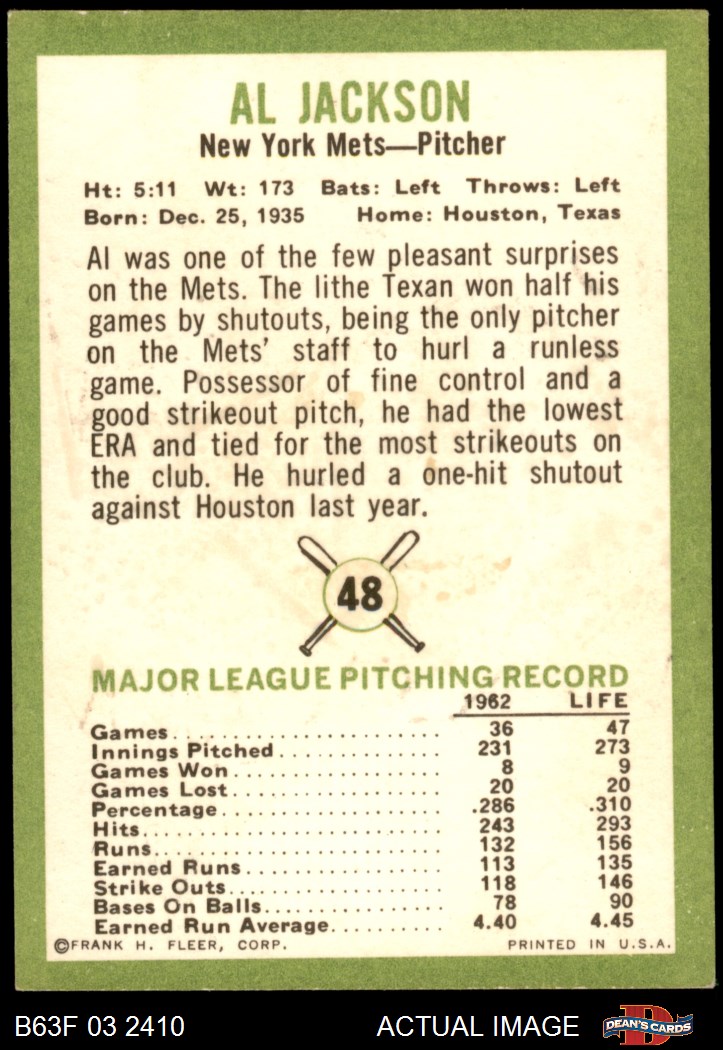 AL JACKSON
New York Mets—Pitcher
Ht: 5:11 Wt: 173 Bats: Left Throws: Left
Born: Dec. 25, 1935 Home: Houston, Texas
Al was one of the few pleasant surprises
on the Mets. The lithe Texan won half his
games by shutouts, being the only pitcher
on the Mets' staff to hurl a runless
game. Possessor of fine control and a
good strikeout pitch, he had the lowest
ERA and tied for the most strikeouts on
the club. He hurled a one-hit shutout
against Houston last year.
48
MAJOR LEAGUE PITCHING RECORD
1962 LIFE
Games 36 47
Innings Pitched 231 273
Games Won 8 9
Games Lost 20 20
Percentage .286 .310
Hits 243 293
Runs 132 156
Earned Runs 113 135
Strike Outs 118 146
Bases On Balls 78 90
Earned Run Average 4.40 4.45
©FRANK H. FLEER, CORP. PRINTED IN U.S.A.
B63F 03 2410 ACTUAL IMAGE D DEAN'S CARDS